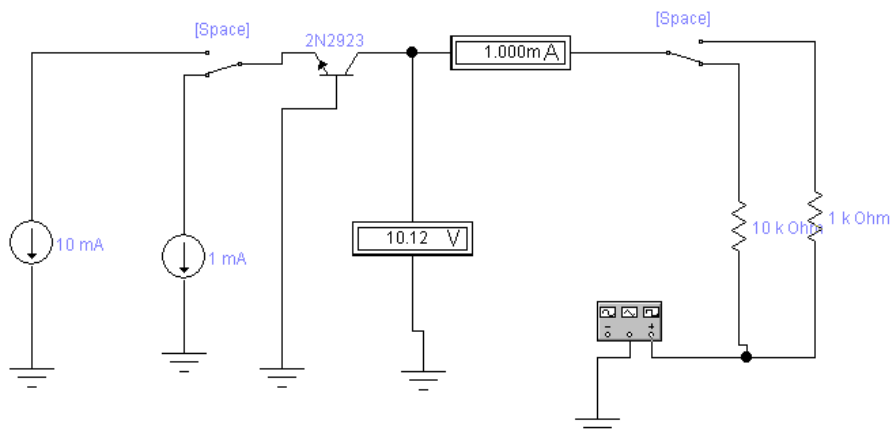 [Space]
2N2923
1.000mA
[Space]
10 mA
1 mA
10.12 V
10 k Ohm
1 k Ohm
- +